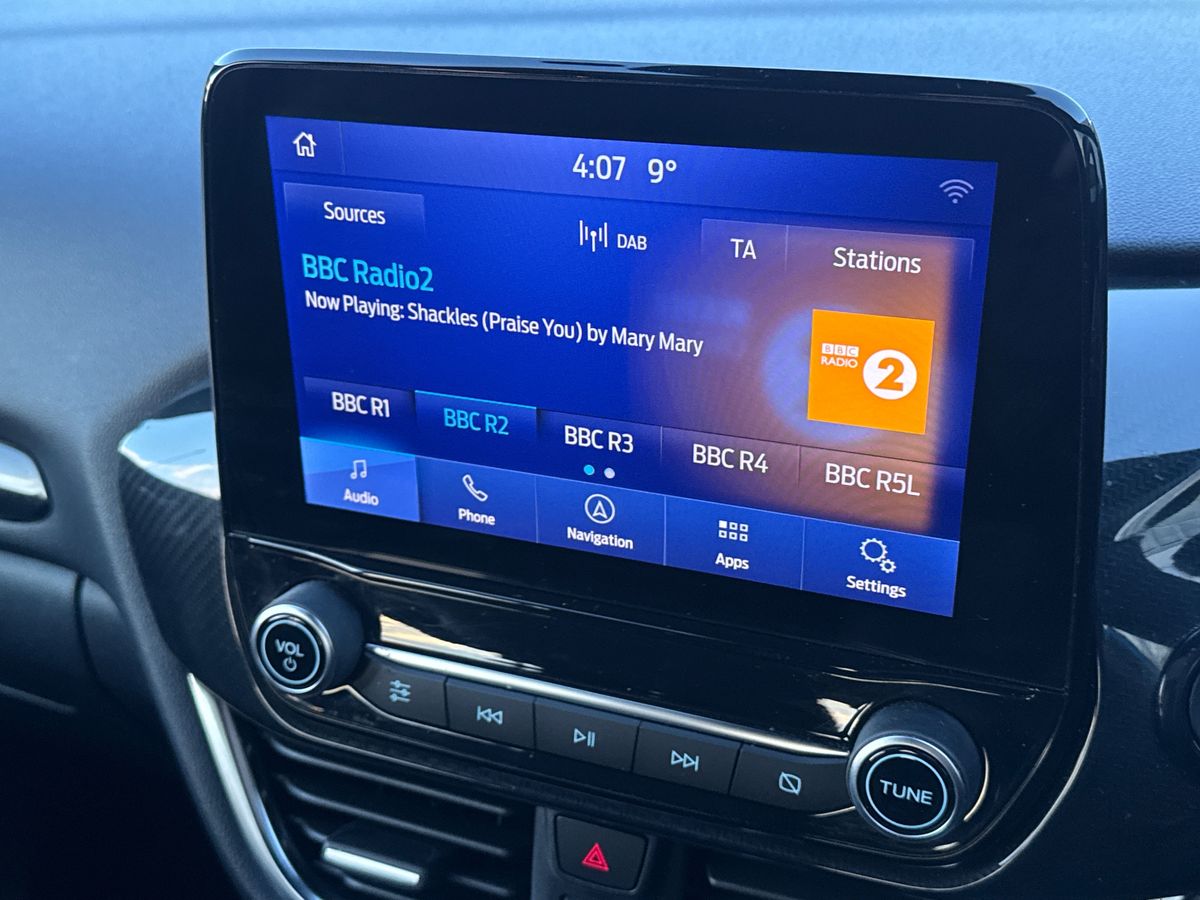 4:07 9°
Sources
DAB
TA
Stations
BBC Radio2
Now Playing: Shackles (Praise You) by Mary Mary
BBC
RADIO
2
BBC R1
BBC R2
BBC R3
BBC R4
BBC R5L
Audio
Phone
Navigation
Apps
Settings
VOL
TUNE